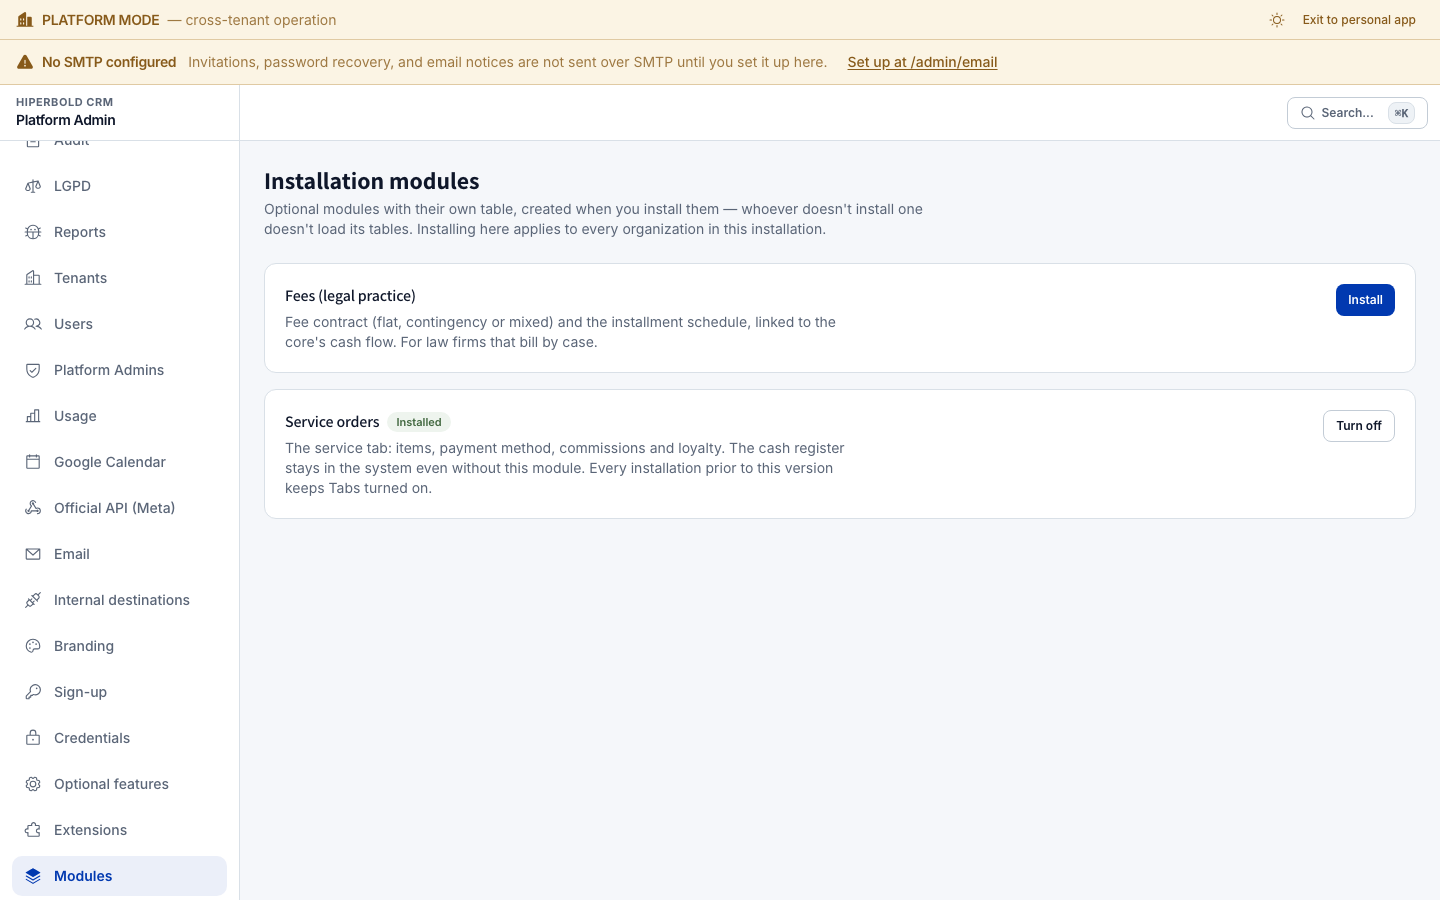 PLATFORM MODE — cross-tenant operation
Exit to personal app
No SMTP configured Invitations, password recovery, and email notices are not sent over SMTP until you set it up here. Set up at /admin/email
HIPERBOLD CRM
Platform Admin
Search... ⌘K
Audit
LGPD
Reports
Tenants
Users
Platform Admins
Usage
Google Calendar
Official API (Meta)
Email
Internal destinations
Branding
Sign-up
Credentials
Optional features
Extensions
Modules
Installation modules
Optional modules with their own table, created when you install them — whoever doesn't install one
doesn't load its tables. Installing here applies to every organization in this installation.
Fees (legal practice)
Install
Fee contract (flat, contingency or mixed) and the installment schedule, linked to the
core's cash flow. For law firms that bill by case.
Service orders Installed
Turn off
The service tab: items, payment method, commissions and loyalty. The cash register
stays in the system even without this module. Every installation prior to this version
keeps Tabs turned on.